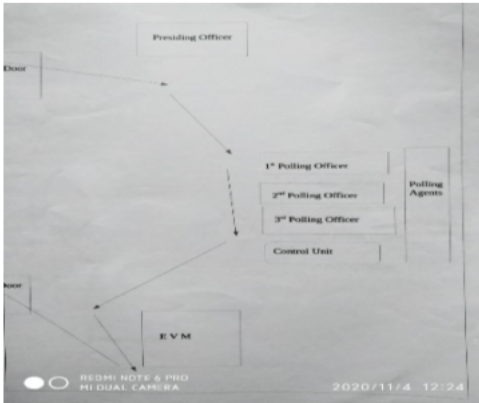 Presiding Officer
Door
1st Polling Officer
2nd Polling Officer
3rd Polling Officer
Control Unit
Polling
Agents
Door
EVM
REDMI NOTE 6 PRO
MI DUAL CAMERA
2020/11/4 12:24